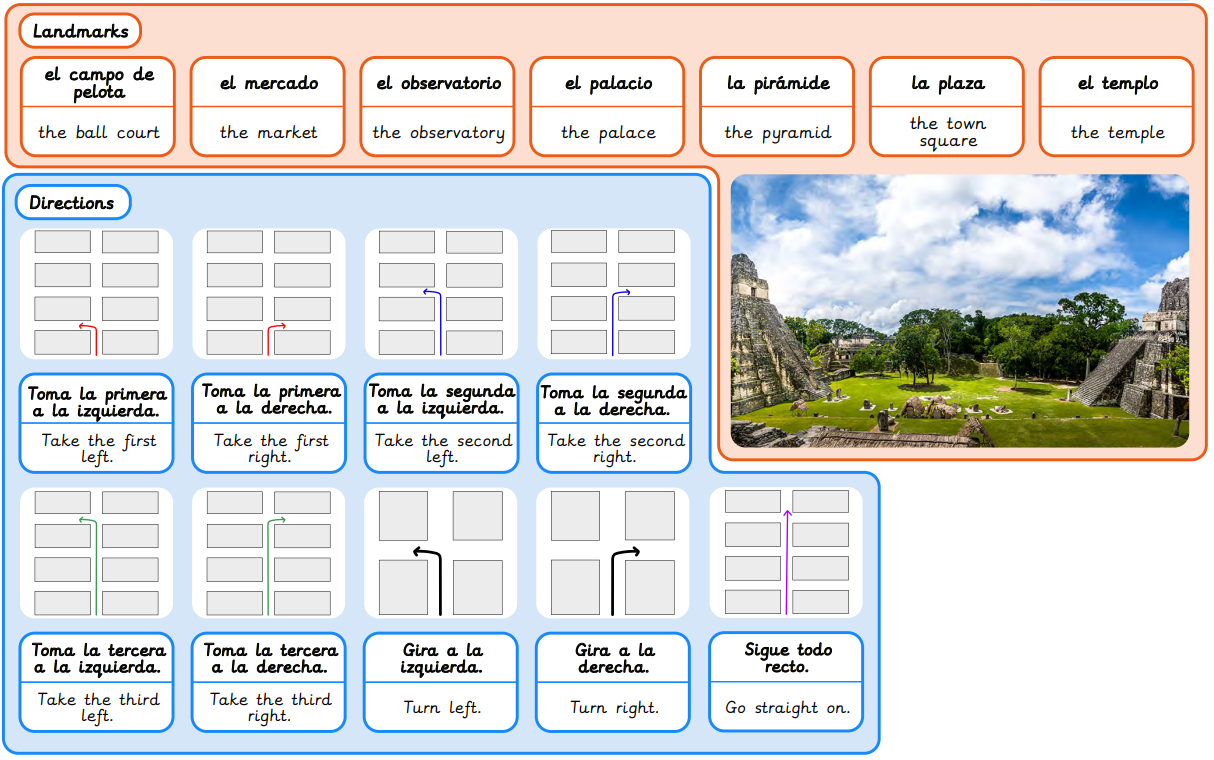 Landmarks
el campo de
pelota
the ball court
el mercado
the market
el observatorio
the observatory
el palacio
the palace
la pirámide
the pyramid
la plaza
the town
square
el templo
the temple
Directions
Toma la primera
a la izquierda.
Take the first
left.
Toma la primera
a la derecha.
Take the first
right.
Toma la segunda
a la izquierda.
Take the second
left.
Toma la segunda
a la derecha.
Take the second
right.
Toma la tercera
a la izquierda.
Take the third
left.
Toma la tercera
a la derecha.
Take the third
right.
Gira a la
izquierda.
Turn left.
Gira a la
derecha.
Turn right.
Sigue todo
recto.
Go straight on.